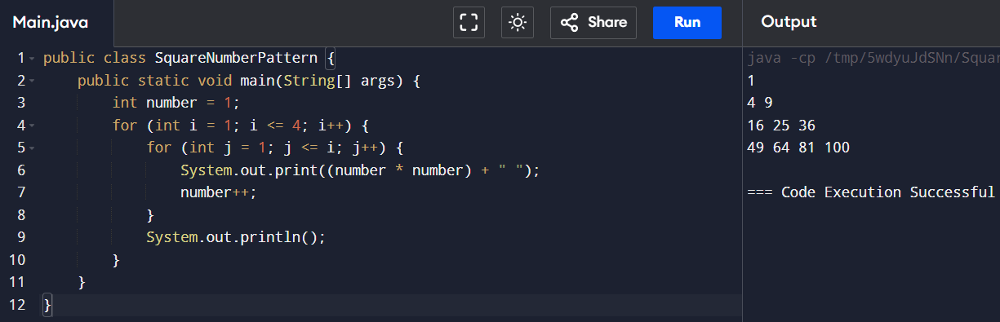 Main.java
Share
Run
Output
1 public class SquareNumberPattern {
2 public static void main(String[] args) {
3 int number = 1;
4 for (int i = 1; i <= 4; i++) {
5 for (int j = 1; j <= i; j++) {
6 System.out.print((number * number) + " ");
7 number++;
8 }
9 System.out.println();
10 }
11 }
12 }
java -cp /tmp/5wdyuJdSNn/Squar
1
4 9
16 25 36
49 64 81 100
=== Code Execution Successful